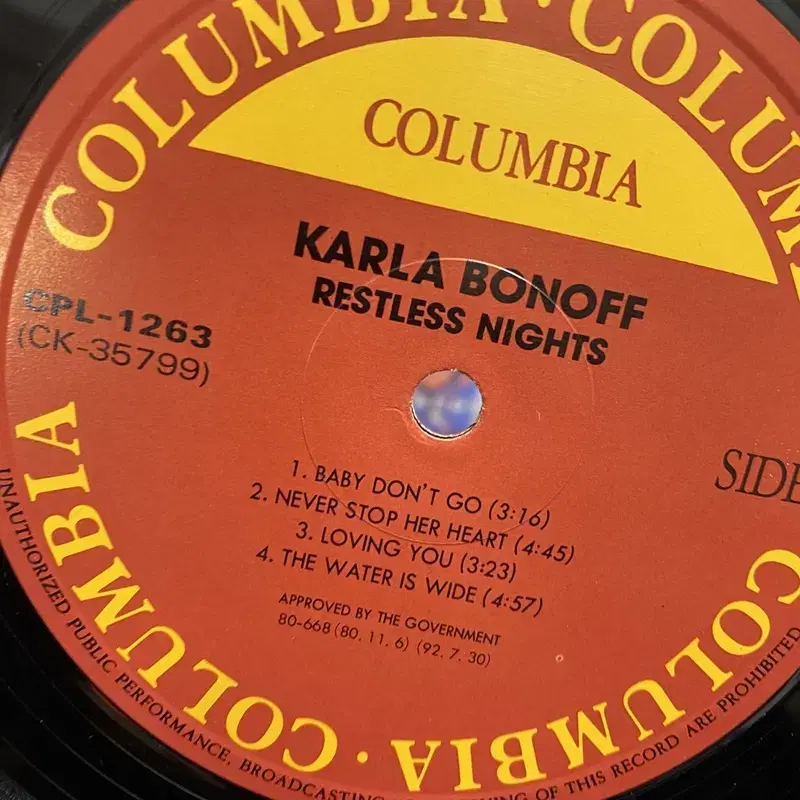 COLUMBIA · COLUMBIA
COLUMBIA
KARLA BONOFF
RESTLESS NIGHTS
CPL-1263
(CK-35799)
SIDE
1. BABY DON'T GO (3:16)
2. NEVER STOP HER HEART (4:45)
3. LOVING YOU (3:23)
4. THE WATER IS WIDE (4:57)
APPROVED BY THE GOVERNMENT
80-668 (80. 11. 6) (92. 7. 30)
COLUMBIA · COLUMBIA · COLUMBIA
UNAUTHORIZED PUBLIC PERFORMANCE, BROADCASTING OF THIS RECORD ARE PROHIBITED